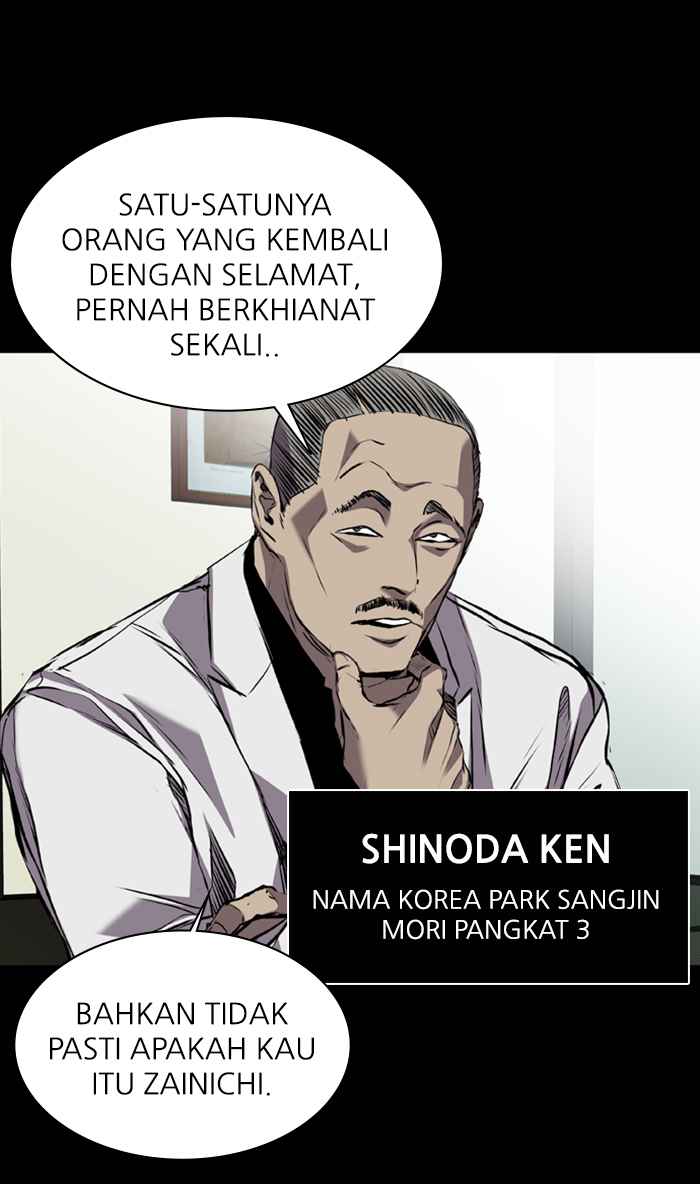 SATU-SATUNYA
ORANG YANG KEMBALI
DENGAN SELAMAT,
PERNAH BERKHIANAT
SEKALI..
SHINODA KEN
NAMA KOREA PARK SANGJIN
MORI PANGKAT 3
BAHKAN TIDAK
PASTI APAKAH KAU
ITU ZAINICHI.